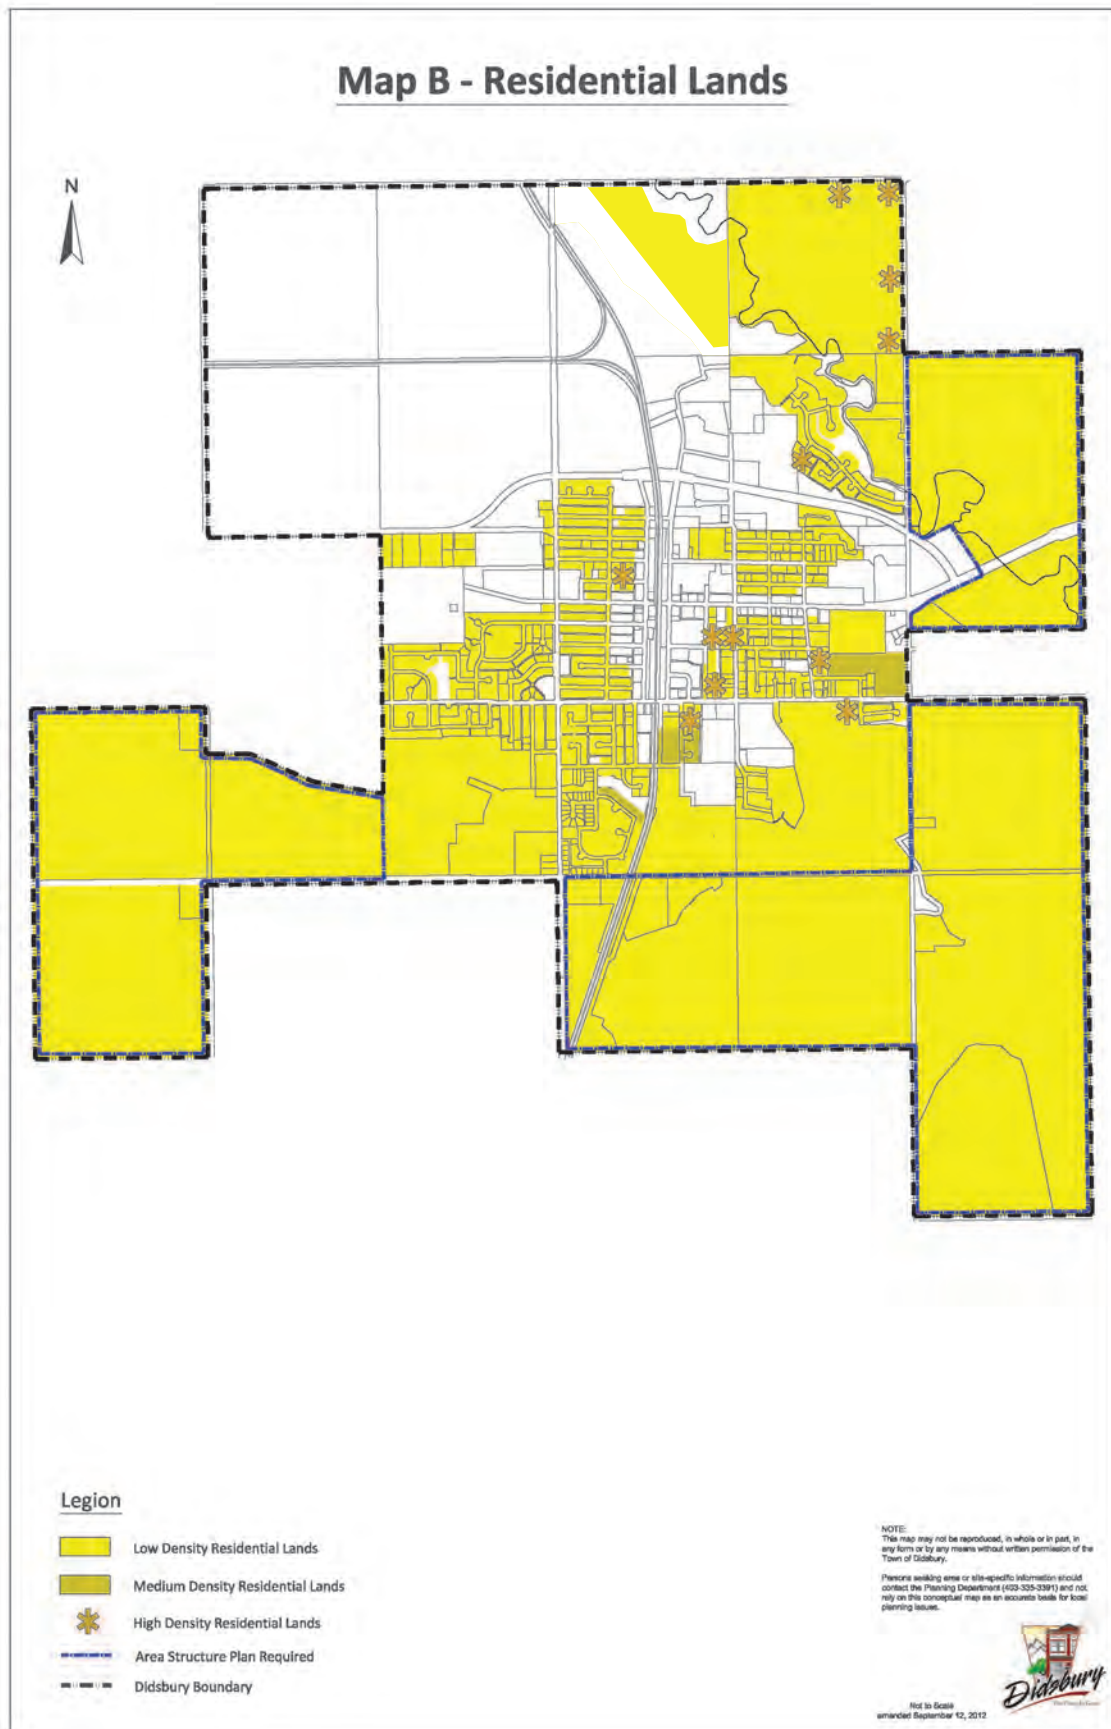 Map B - Residential Lands
N
Legion
Low Density Residential Lands
Medium Density Residential Lands
High Density Residential Lands
Area Structure Plan Required
Didsbury Boundary
NOTE:
This map may not be reproduced, in whole or in part, in
any form or by any means without written permission of the
Town of Didsbury.
Persons seeking area or site-specific information should
contact the Planning Department (403-335-3391) and not
rely on this conceptual map as an accurate basis for local
planning issues.
Didsbury
Not to Scale
amended September 12, 2012